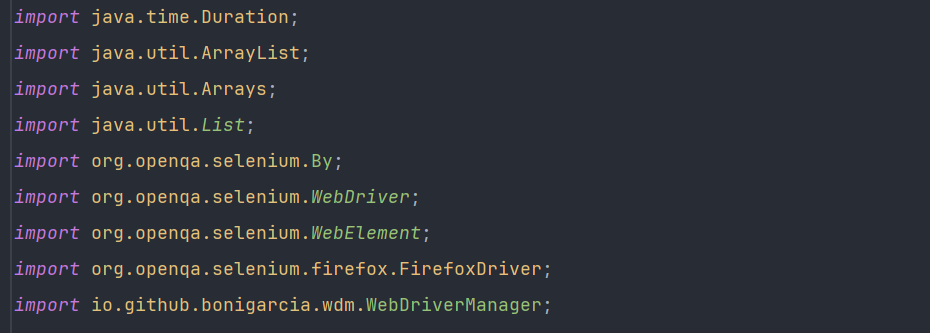 import java.time.Duration;
import java.util.ArrayList;
import java.util.Arrays;
import java.util.List;
import org.openqa.selenium.By;
import org.openqa.selenium.WebDriver;
import org.openqa.selenium.WebElement;
import org.openqa.selenium.firefox.FirefoxDriver;
import io.github.bonigarcia.wdm.WebDriverManager;